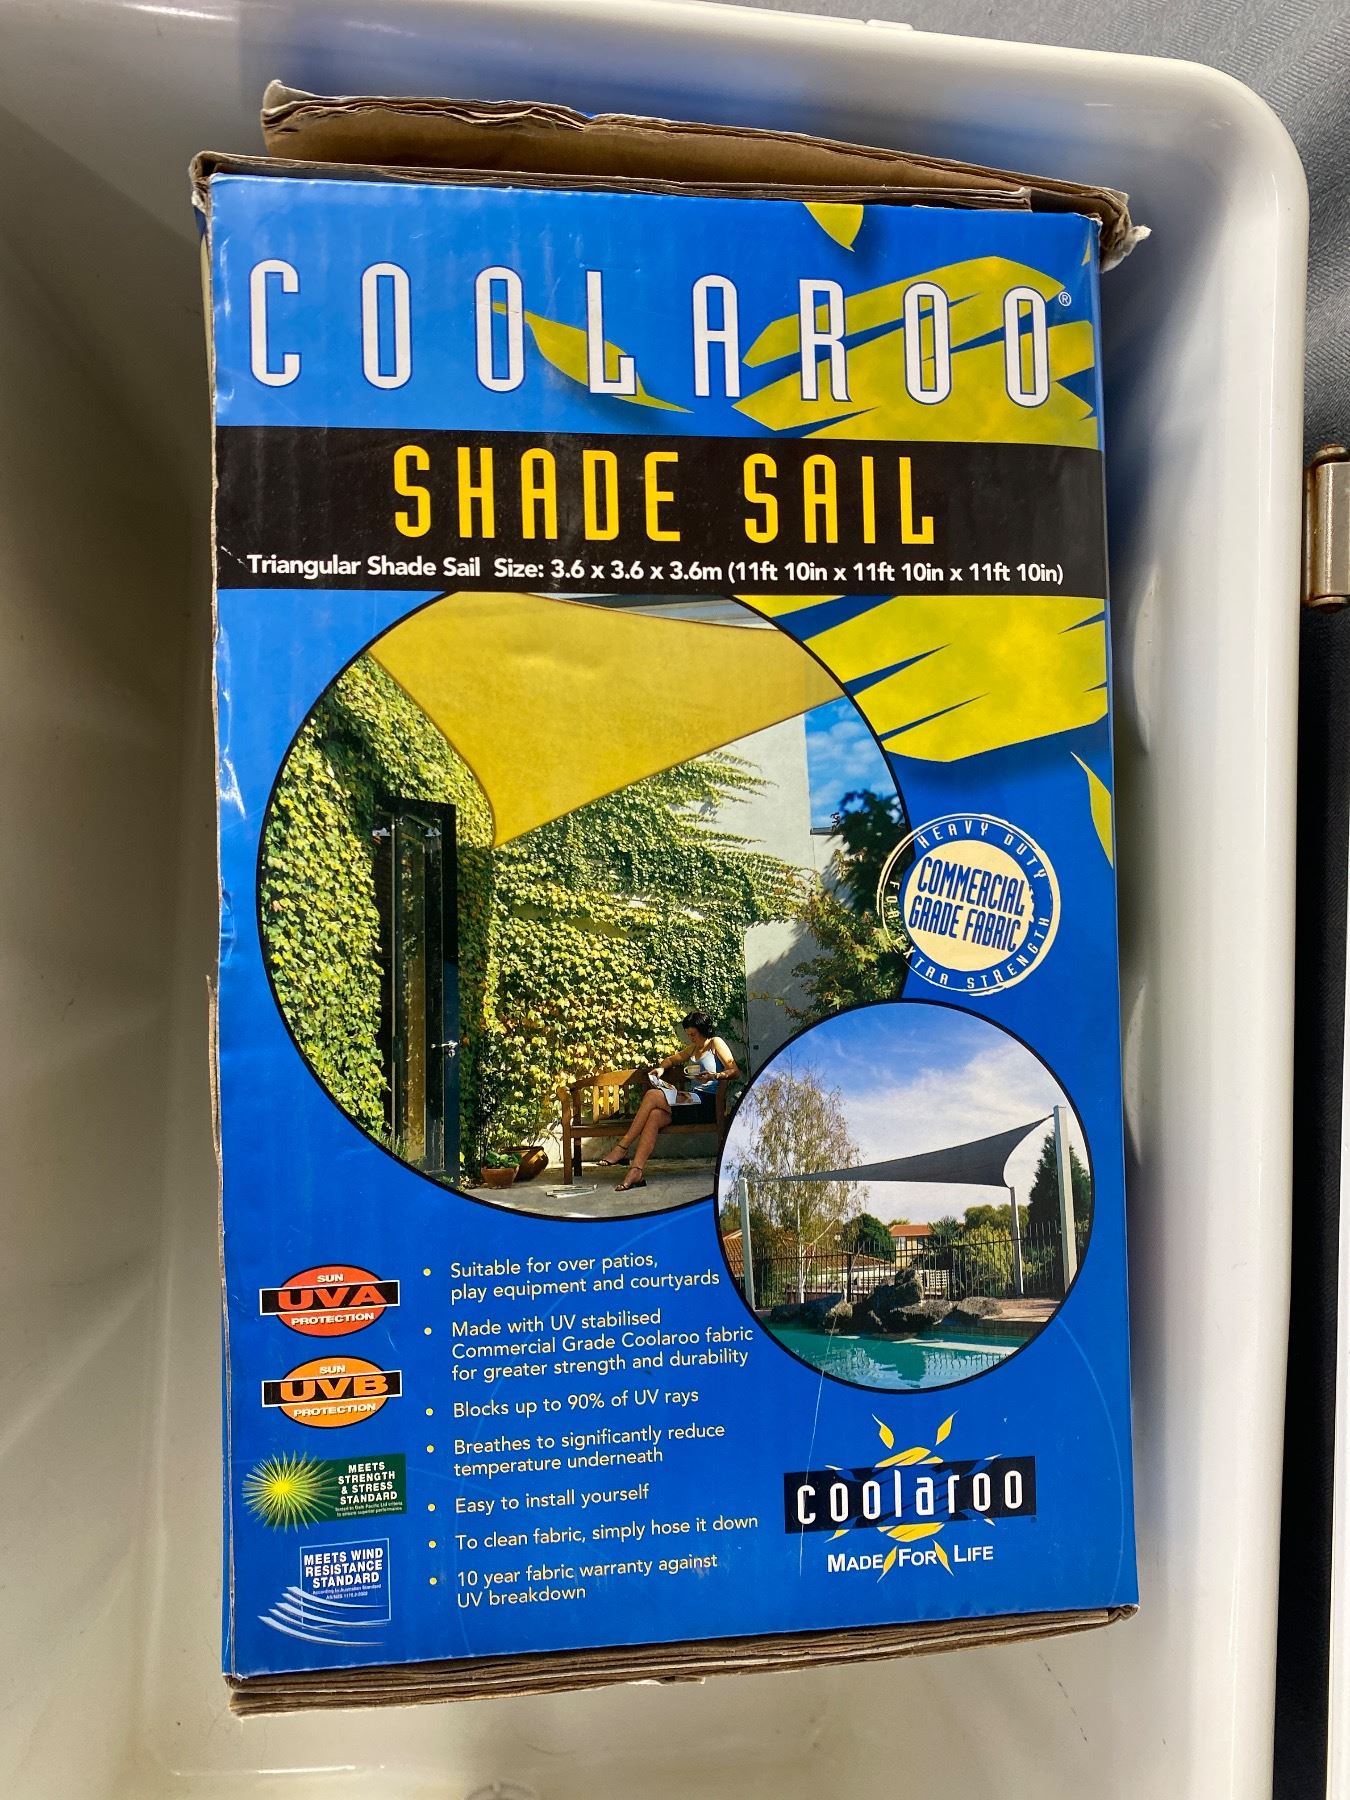 COOLAROO®
SHADE SAIL
Triangular Shade Sail Size: 3.6 x 3.6 x 3.6m (11ft 10in x 11ft 10in x 11ft 10in)
HEAVY DUTY
COMMERCIAL
GRADE FABRIC
FOR EXTRA STRENGTH
SUN
UVA
PROTECTION
SUN
UVB
PROTECTION
MEETS
STRENGTH
& STRESS
STANDARD
MEETS WIND
RESISTANCE
STANDARD
• Suitable for over patios,
play equipment and courtyards
• Made with UV stabilised
Commercial Grade Coolaroo fabric
for greater strength and durability
• Blocks up to 90% of UV rays
• Breathes to significantly reduce
temperature underneath
• Easy to install yourself
• To clean fabric, simply hose it down
• 10 year fabric warranty against
UV breakdown
coolaroo
MADE FOR LIFE